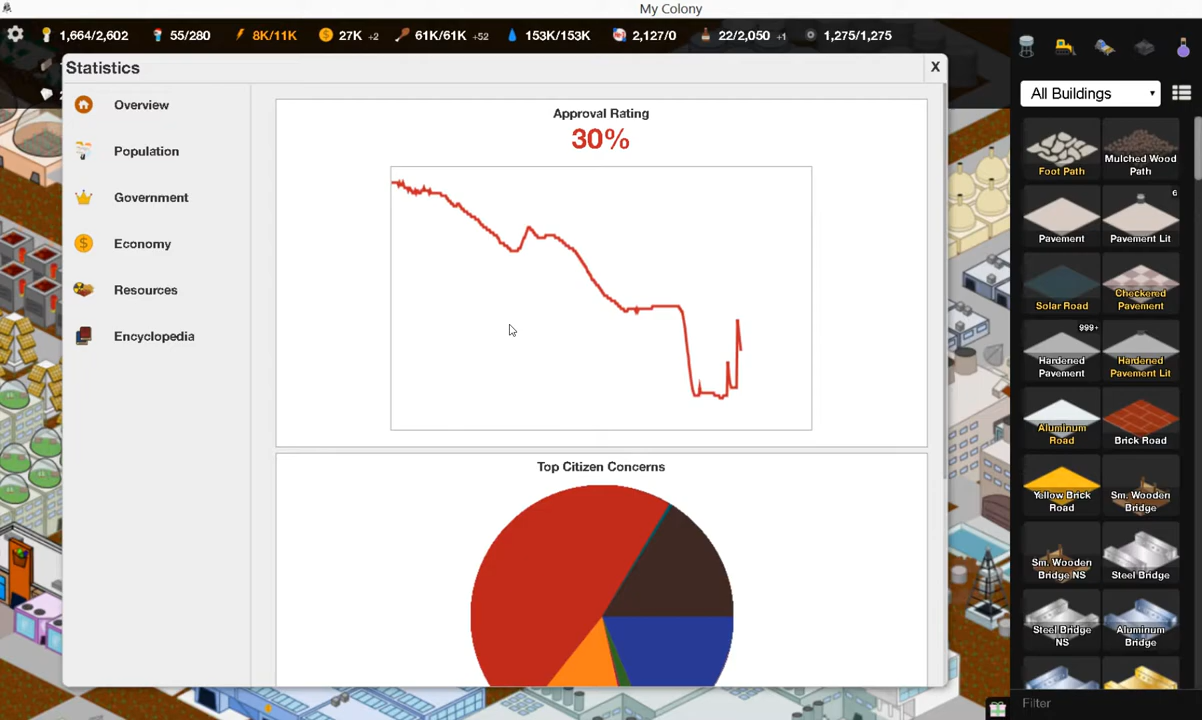 My Colony
1,664/2,602 55/280 8K/11K 27K +2 61K/61K +52 153K/153K 2,127/0 22/2,050 +1 1,275/1,275
Statistics X
Overview
Population
Government
Economy
Resources
Encyclopedia
Approval Rating
30%
Top Citizen Concerns
All Buildings
Foot Path
Mulched Wood Path
Pavement
6
Pavement Lit
Solar Road
Checkered Pavement
999+
Hardened Pavement
Hardened Pavement Lit
Aluminum Road
Brick Road
Yellow Brick Road
Sm. Wooden Bridge
Sm. Wooden Bridge NS
Steel Bridge
Steel Bridge NS
Aluminum Bridge
Filter